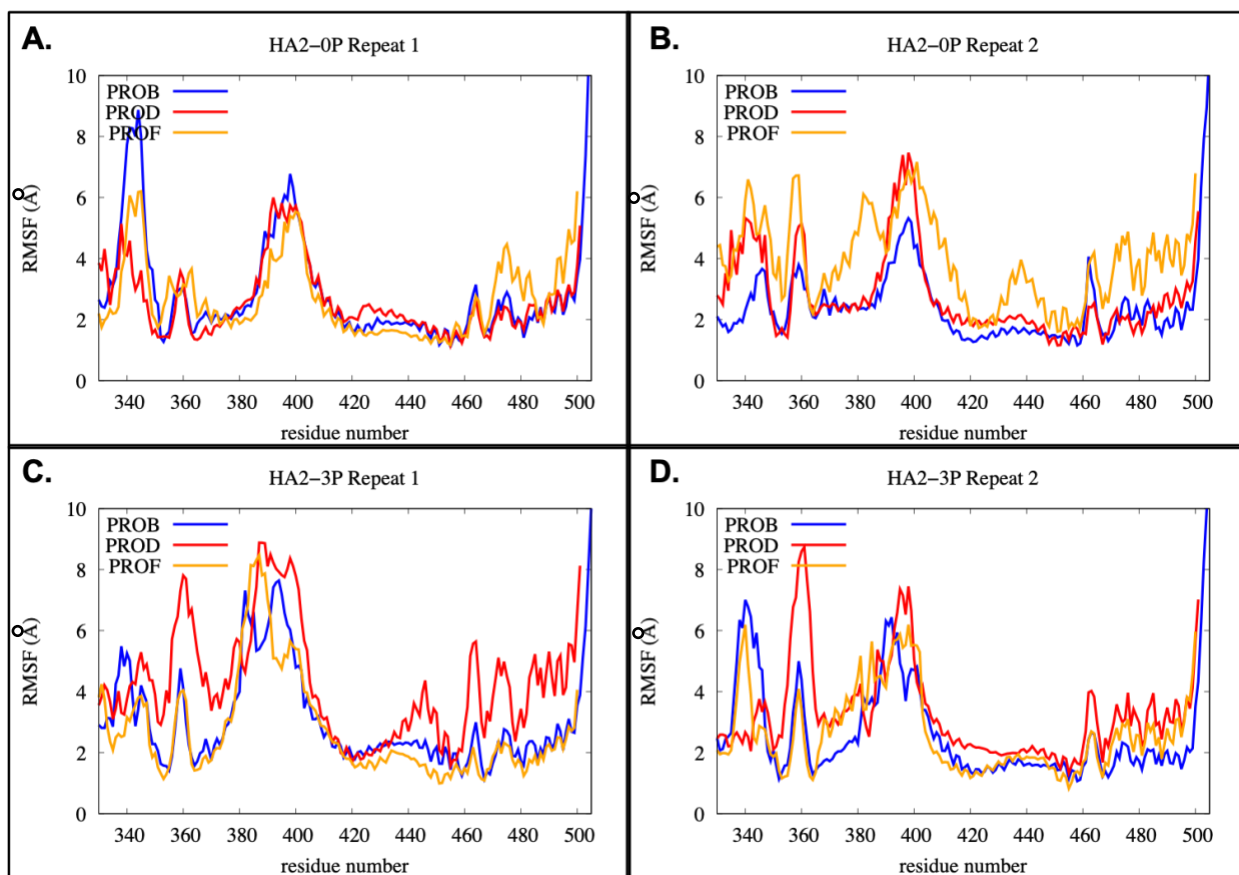 A.
HA2−0P Repeat 1
PROB
PROD
PROF
10
8
6
4
2
0
RMSF (Å)
340 360 380 400 420 440 460 480 500
residue number
B.
HA2−0P Repeat 2
PROB
PROD
PROF
10
8
6
4
2
0
RMSF (Å)
340 360 380 400 420 440 460 480 500
residue number
C.
HA2−3P Repeat 1
PROB
PROD
PROF
10
8
6
4
2
0
RMSF (Å)
340 360 380 400 420 440 460 480 500
residue number
D.
HA2−3P Repeat 2
PROB
PROD
PROF
10
8
6
4
2
0
RMSF (Å)
340 360 380 400 420 440 460 480 500
residue number